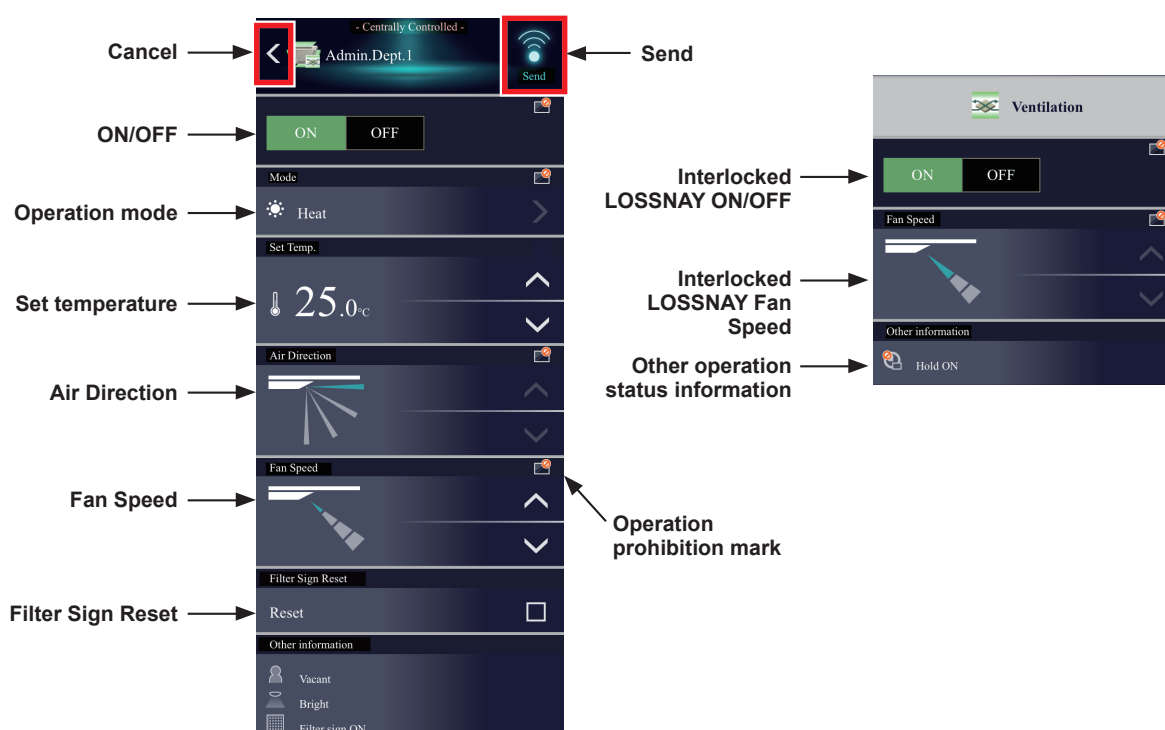 Cancel
- Centrally Controlled -
Admin.Dept.1
Send
Send
ON/OFF
ON OFF
Operation mode
Mode
Heat
Set temperature
Set Temp.
25.0°C
Air Direction
Air Direction
Fan Speed
Fan Speed
Operation
prohibition mark
Filter Sign Reset
Filter Sign Reset
Reset
Other information
Vacant
Bright
Filter sign ON
Ventilation
Interlocked
LOSSNAY ON/OFF
ON OFF
Interlocked
LOSSNAY Fan
Speed
Fan Speed
Other operation
status information
Other information
Hold ON